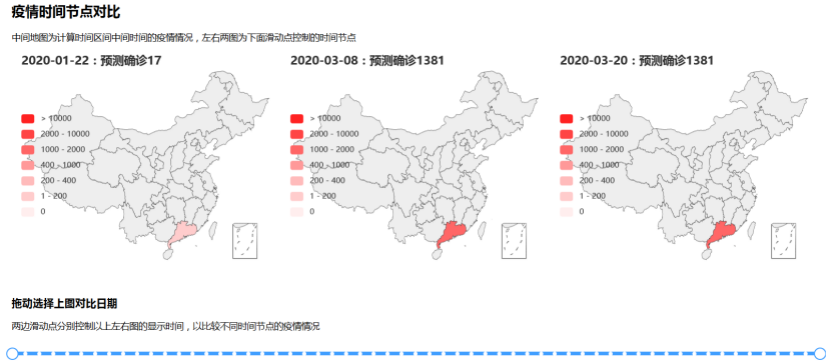 疫情时间节点对比
中间地图为计算时间区间中间时间的疫情情况，左右两图为下面滑动点控制的时间节点
2020-01-22：预测确诊17
2020-03-08：预测确诊1381
2020-03-20：预测确诊1381
> 10000
2000 - 10000
1000 - 2000
400 - 1000
200 - 400
1 - 200
0
> 10000
2000 - 10000
1000 - 2000
400 - 1000
200 - 400
1 - 200
0
> 10000
2000 - 10000
1000 - 2000
400 - 1000
200 - 400
1 - 200
0
拖动选择上图对比日期
两边滑动点分别控制以上左右图的显示时间，以比较不同时间节点的疫情情况